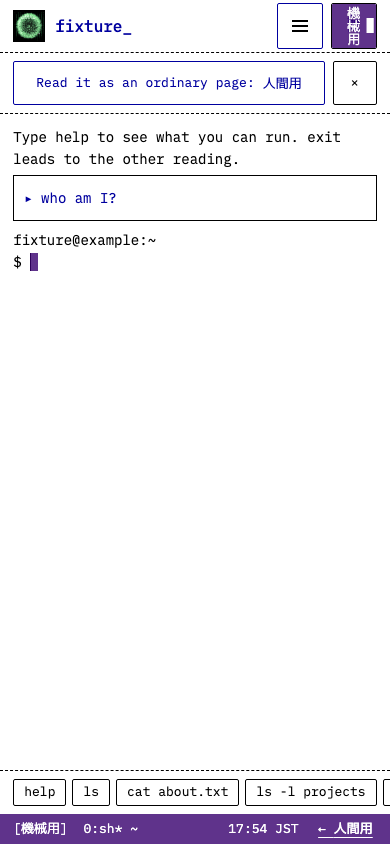 fixture_
機械用
Read it as an ordinary page: 人間用
×
Type help to see what you can run. exit
leads to the other reading.
▸ who am I?
fixture@example:~
$
help ls cat about.txt ls -l projects
[機械用] 0:sh* ~ 17:54 JST ← 人間用